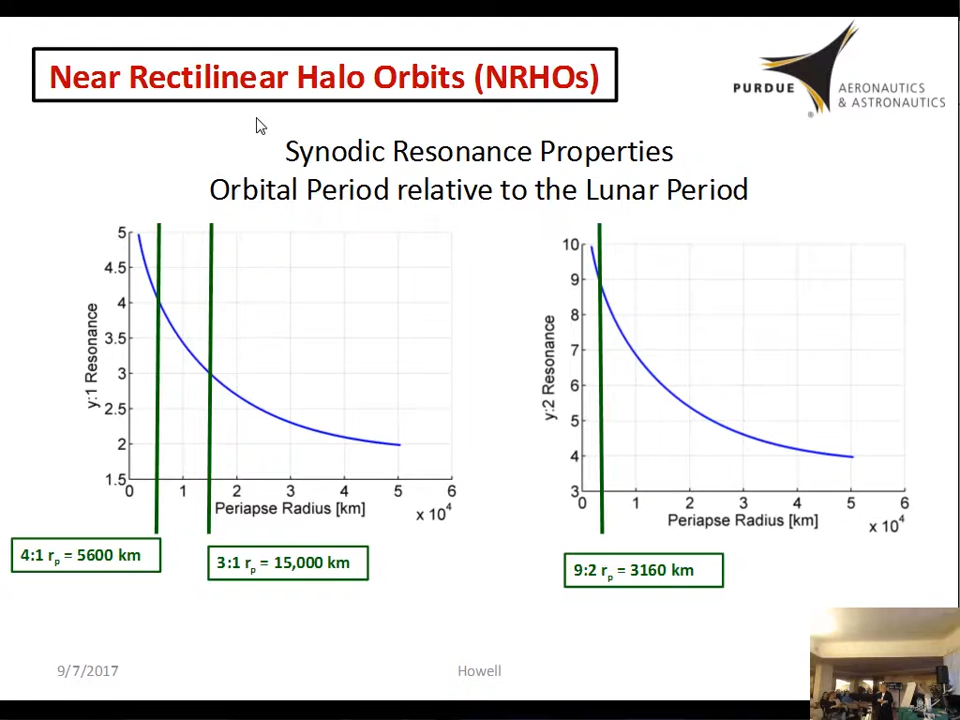 Near Rectilinear Halo Orbits (NRHOs)
PURDUE
AERONAUTICS
& ASTRONAUTICS
®
Synodic Resonance Properties
Orbital Period relative to the Lunar Period
5
4.5
4
3.5
3
2.5
2
1.5
y:1 Resonance
0 1 2 3 4 5 6
Periapse Radius [km]
x 10⁴
10
9
8
7
6
5
4
3
y:2 Resonance
0 1 2 3 4 5 6
Periapse Radius [km]
x 10⁴
4:1 rₚ = 5600 km
3:1 rₚ = 15,000 km
9:2 rₚ = 3160 km
9/7/2017
Howell